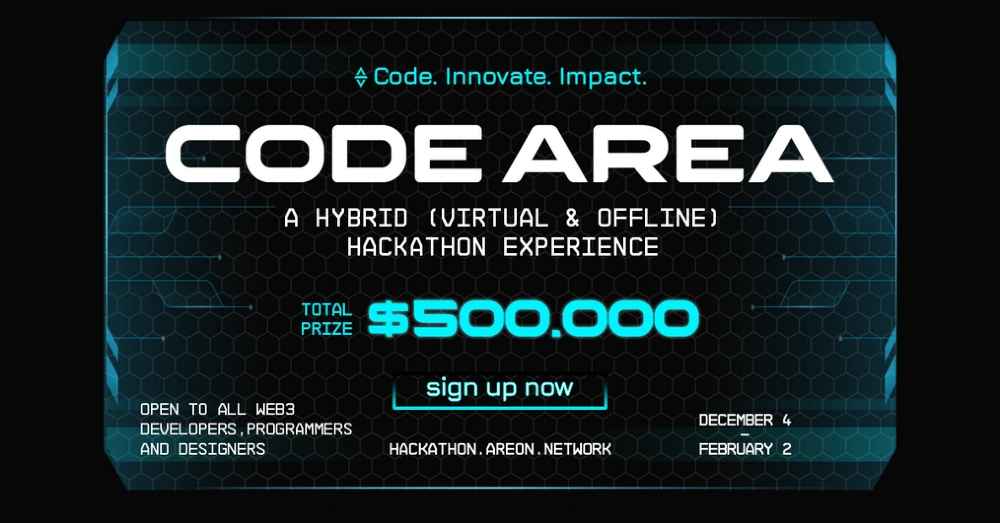 Code. Innovate. Impact.
CODE AREA
A HYBRID (VIRTUAL & OFFLINE)
HACKATHON EXPERIENCE
TOTAL
PRIZE
$500.000
sign up now
OPEN TO ALL WEB3
DEVELOPERS,PROGRAMMERS
AND DESIGNERS
HACKATHON.AREON.NETWORK
DECEMBER 4
–
FEBRUARY 2